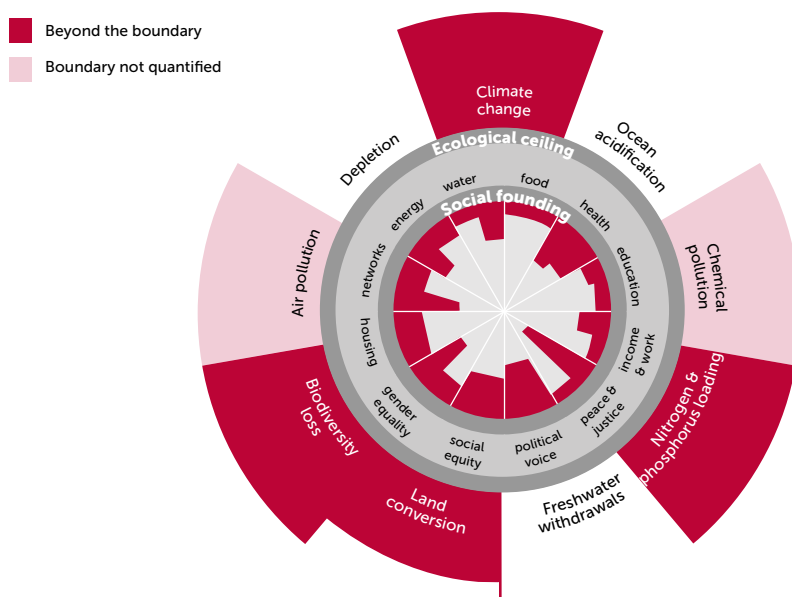 Beyond the boundary
Boundary not quantified
Climate
change
Ocean
acidification
Chemical
pollution
Nitrogen &
phosphorus loading
Freshwater
withdrawals
Land
conversion
Biodiversity
loss
Air pollution
Depletion
Ecological ceiling
water
food
health
education
income
& work
peace &
justice
political
voice
social
equity
gender
equality
housing
networks
energy
Social founding